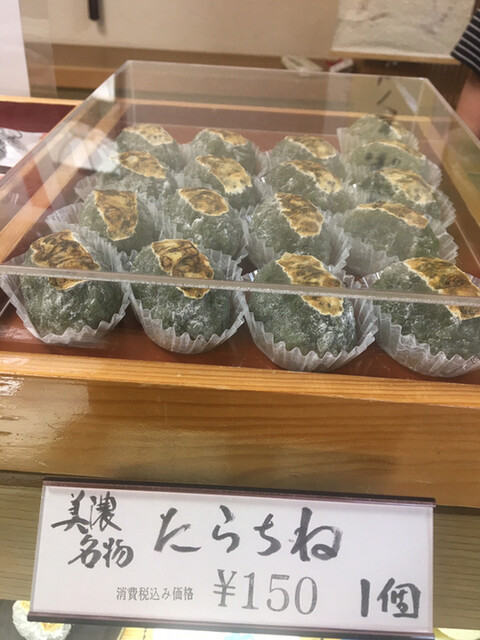 美濃
名物
たらちね
消費税込み価格
¥150
1個